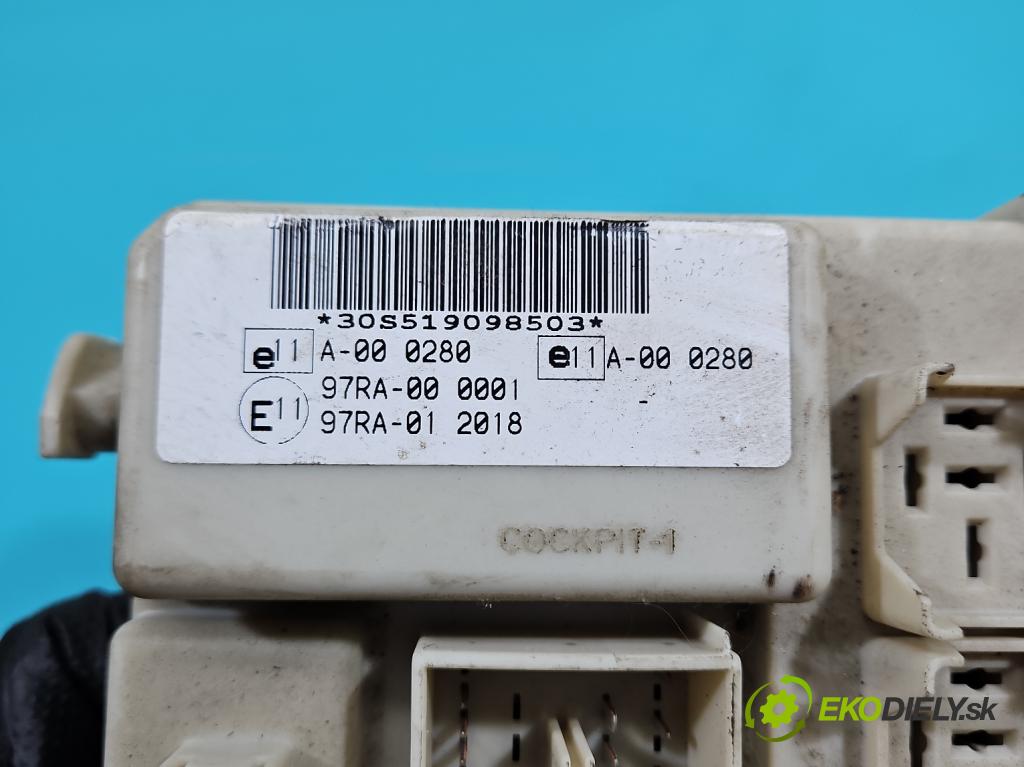 *30S519098503*
e11 A-00 0280 e11 A-00 0280
97RA-00 0001
E11
97RA-01 2018
COCKPIT-1
EKODIELY.sk